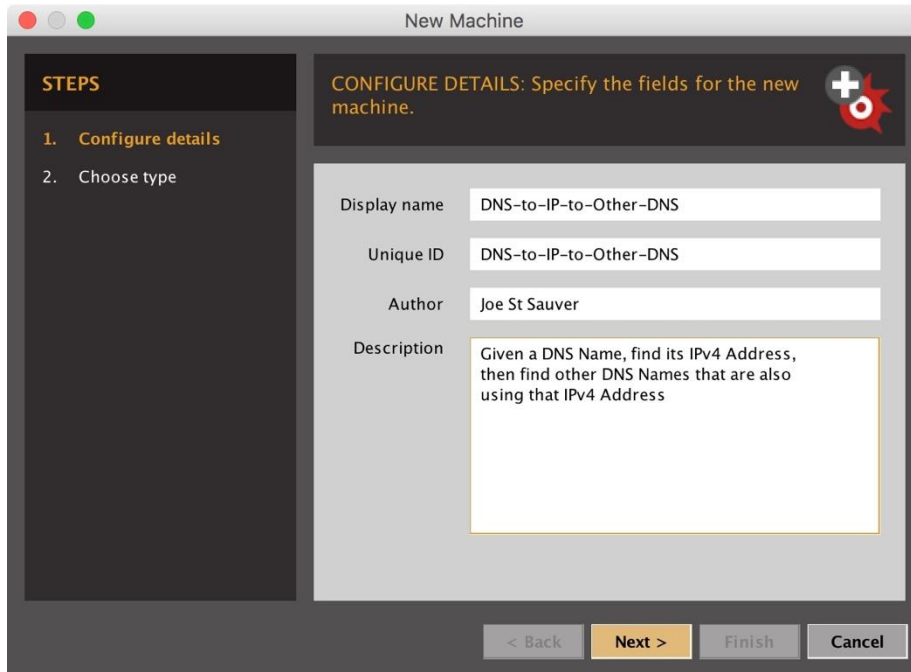 New Machine
STEPS
1. Configure details
2. Choose type
CONFIGURE DETAILS: Specify the fields for the new
machine.
Display name DNS-to-IP-to-Other-DNS
Unique ID DNS-to-IP-to-Other-DNS
Author Joe St Sauver
Description Given a DNS Name, find its IPv4 Address,
then find other DNS Names that are also
using that IPv4 Address
< Back Next > Finish Cancel